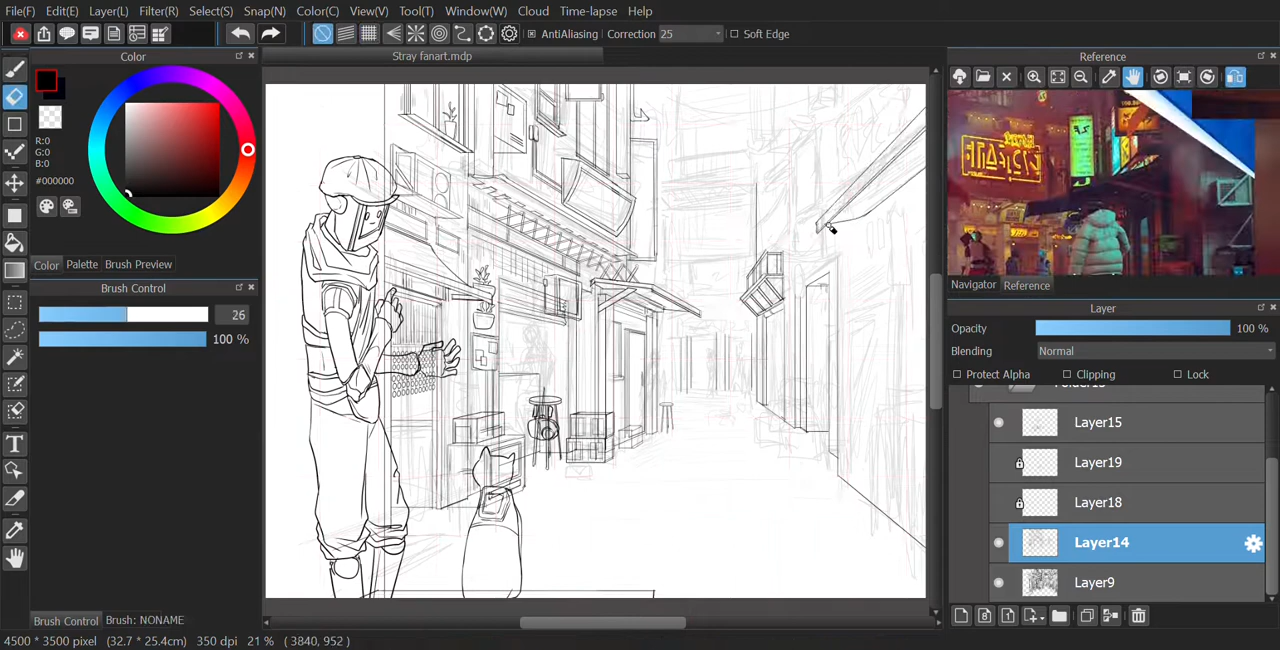 File(F) Edit(E) Layer(L) Filter(R) Select(S) Snap(N) Color(C) View(V) Tool(T) Window(W) Cloud Time-lapse Help
AntiAliasing Correction 25 Soft Edge
Color
Stray fanart.mdp
Reference
R:0
G:0
B:0
#000000
Color Palette Brush Preview
Navigator Reference
Brush Control
26
100 %
Layer
Opacity 100 %
Blending Normal
Protect Alpha Clipping Lock
Layer15
Layer19
Layer18
Layer14
Layer9
Brush Control Brush: NONAME
4500 * 3500 pixel (32.7 * 25.4cm) 350 dpi 21 % ( 3840, 952 )